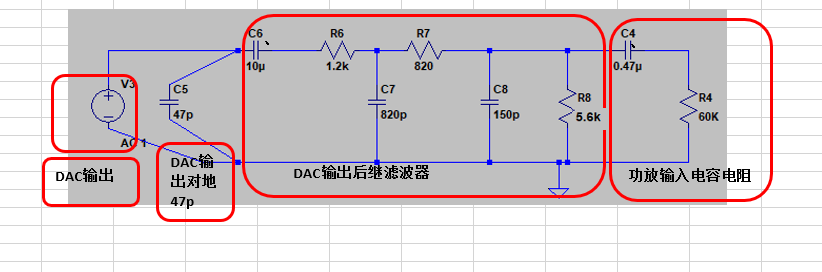 C6
R6
R7
C4
10µ
1.2k
820
0.47µ
V3
C5
C7
C8
R8
R4
47p
820p
150p
5.6k
60K
AC 1
DAC输出
DAC输
出对地
47p
DAC输出后继滤波器
功放输入电容电阻